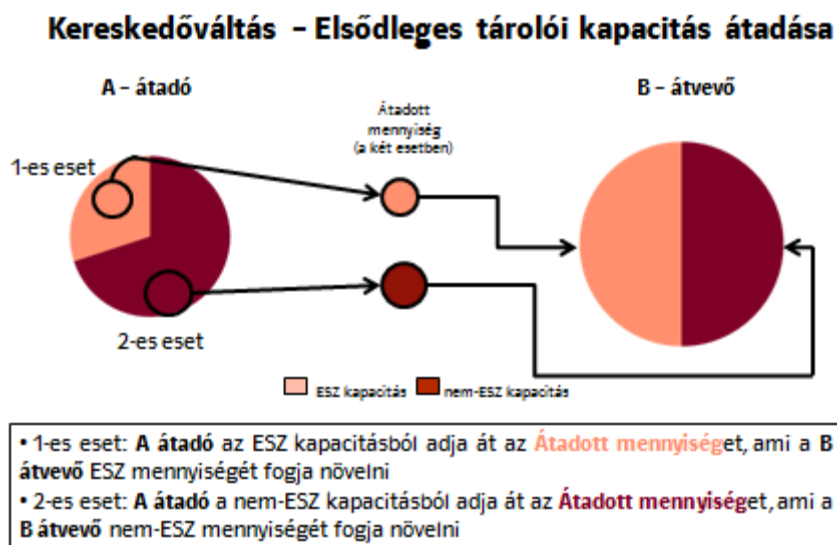 Kereskedőváltás – Elsődleges tárolói kapacitás átadása
A – átadó
B – átvevő
Átadott
mennyiség
(a két esetben)
1-es eset
2-es eset
ESZ kapacitás
nem-ESZ kapacitás
• 1-es eset: A átadó az ESZ kapacitásból adja át az Átadott mennyiséget, ami a B
átvevő ESZ mennyiségét fogja növelni
• 2-es eset: A átadó a nem-ESZ kapacitásból adja át az Átadott mennyiséget, ami a
B átvevő nem-ESZ mennyiségét fogja növelni